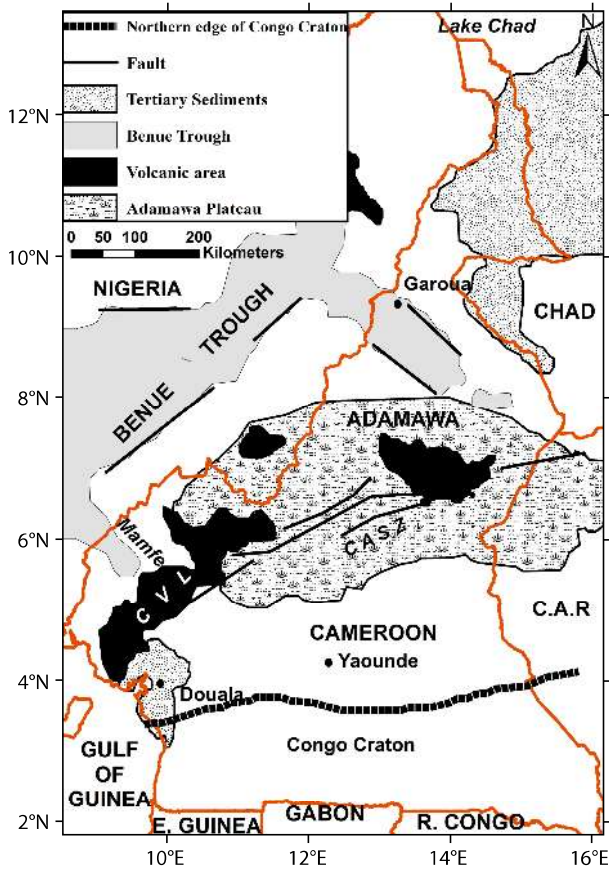 Northern edge of Congo Craton
Fault
Tertiary Sediments
Benue Trough
Volcanic area
Adamawa Plateau
0 50 100 200
Kilometers
Lake Chad
N
12°N
10°N
8°N
6°N
4°N
2°N
NIGERIA
Garoua
CHAD
BENUE TROUGH
ADAMAWA
Mamfe
CASZ
C V L
C.A.R
CAMEROON
Yaounde
Douala
Congo Craton
GULF
OF
GUINEA
E. GUINEA
GABON
R. CONGO
10°E
12°E
14°E
16°E